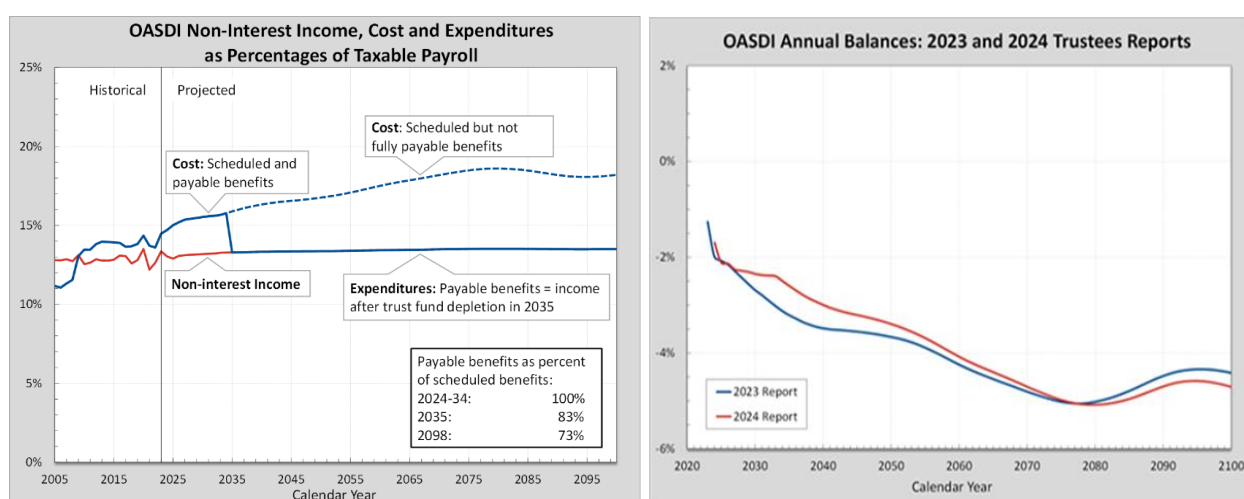 OASDI Non-Interest Income, Cost and Expenditures
as Percentages of Taxable Payroll
25%
20%
15%
10%
5%
0%
Historical
Projected
Cost: Scheduled and
payable benefits
Cost: Scheduled but not
fully payable benefits
Non-interest Income
Expenditures: Payable benefits = income
after trust fund depletion in 2035
Payable benefits as percent
of scheduled benefits:
2024-34: 100%
2035: 83%
2098: 73%
2005 2015 2025 2035 2045 2055 2065 2075 2085 2095
Calendar Year
OASDI Annual Balances: 2023 and 2024 Trustees Reports
2%
0%
-2%
-4%
-6%
2023 Report
2024 Report
2020 2030 2040 2050 2060 2070 2080 2090 2100
Calendar Year